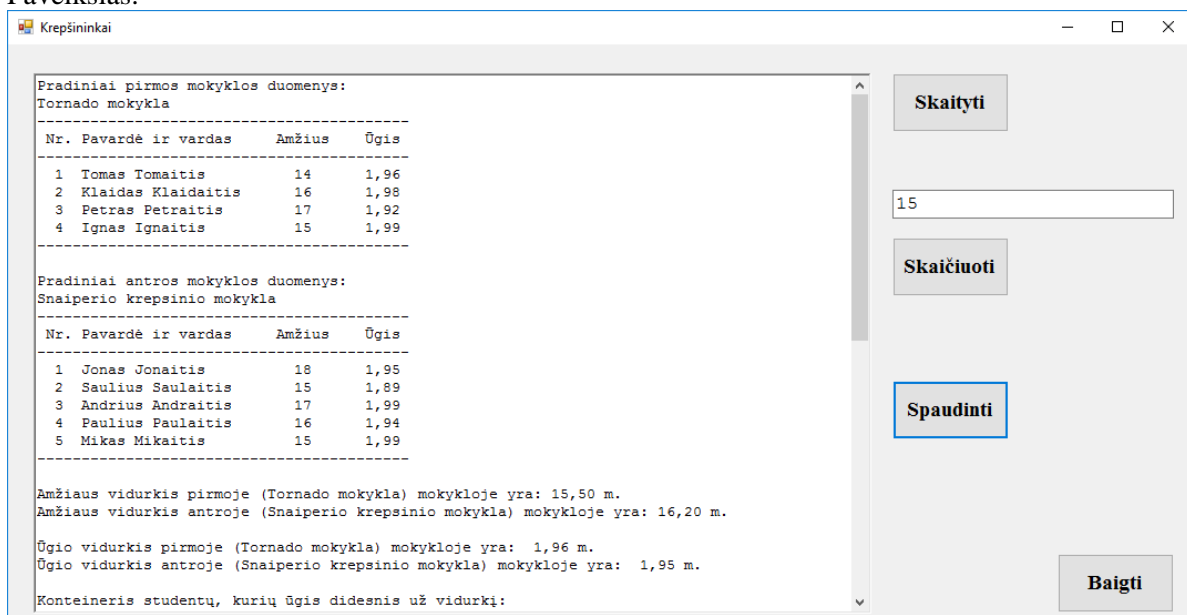 Paveikslas.
Krepšininkai
Pradiniai pirmos mokyklos duomenys:
Tornado mokykla
-----------------------------------------
Nr. Pavardė ir vardas Amžius Ūgis
-----------------------------------------
1 Tomas Tomaitis 14 1,96
2 Klaidas Klaidaitis 16 1,98
3 Petras Petraitis 17 1,92
4 Ignas Ignaitis 15 1,99
-----------------------------------------
Pradiniai antros mokyklos duomenys:
Snaiperio krepsinio mokykla
-----------------------------------------
Nr. Pavardė ir vardas Amžius Ūgis
-----------------------------------------
1 Jonas Jonaitis 18 1,95
2 Saulius Saulaitis 15 1,89
3 Andrius Andraitis 17 1,99
4 Paulius Paulaitis 16 1,94
5 Mikas Mikaitis 15 1,99
-----------------------------------------
Amžiaus vidurkis pirmoje (Tornado mokykla) mokykloje yra: 15,50 m.
Amžiaus vidurkis antroje (Snaiperio krepsinio mokykla) mokykloje yra: 16,20 m.
Ūgio vidurkis pirmoje (Tornado mokykla) mokykloje yra: 1,96 m.
Ūgio vidurkis antroje (Snaiperio krepsinio mokykla) mokykloje yra: 1,95 m.
Konteineris studentų, kurių ūgis didesnis už vidurkį:
Skaityti
15
Skaičiuoti
Spaudinti
Baigti